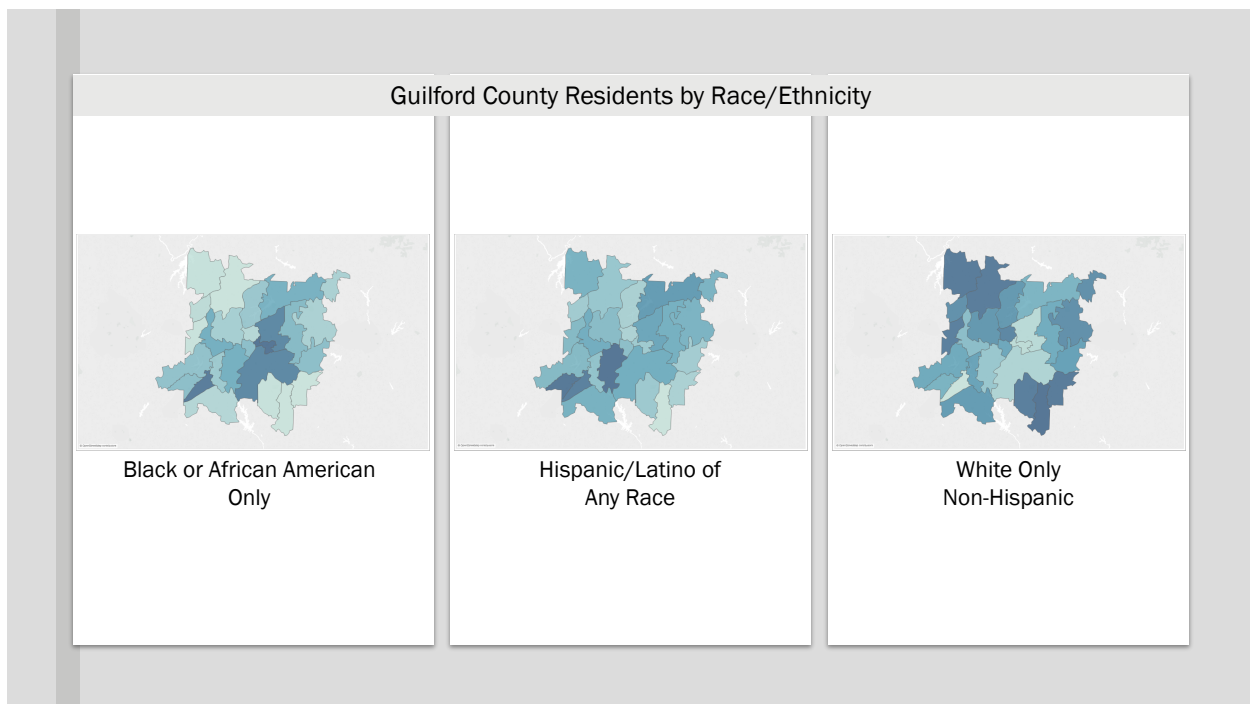 Guilford County Residents by Race/Ethnicity
Black or African American
Only
Hispanic/Latino of
Any Race
White Only
Non-Hispanic